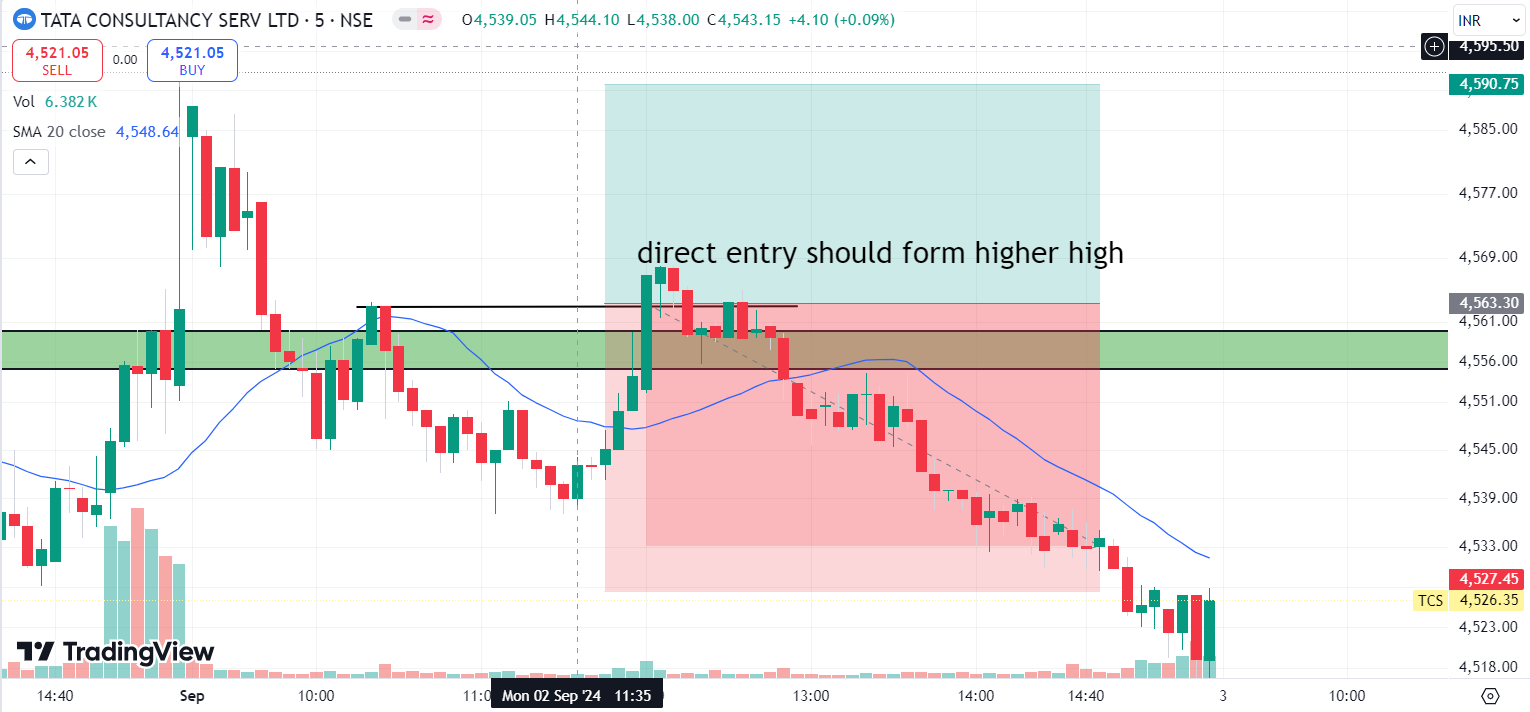 TATA CONSULTANCY SERV LTD · 5 · NSE O4,539.05 H4,544.10 L4,538.00 C4,543.15 +4.10 (+0.09%) INR
4,521.05 SELL 0.00 4,521.05 BUY
Vol 6.382 K
SMA 20 close 4,548.64
4,595.50
4,590.75
4,585.00
4,577.00
direct entry should form higher high
4,569.00
4,563.30
4,561.00
4,556.00
4,551.00
4,545.00
4,539.00
4,533.00
4,527.45
TCS 4,526.35
4,523.00
TradingView
4,518.00
14:40 Sep 10:00 11:0 Mon 02 Sep '24 11:35 13:00 14:00 14:40 3 10:00